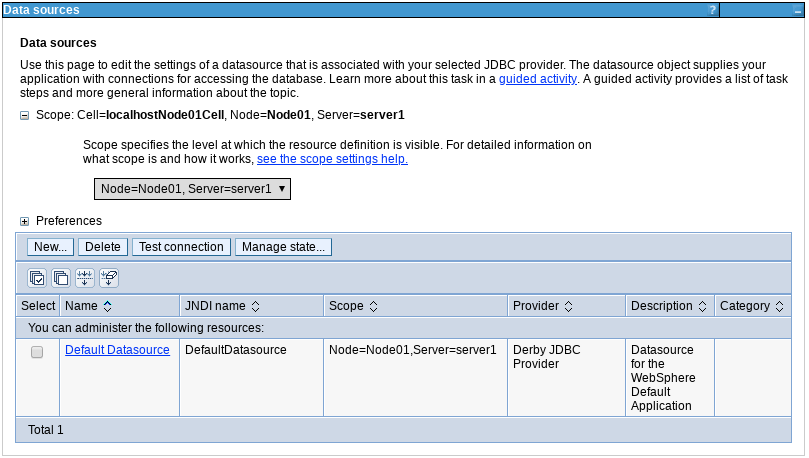 Data sources ? –
Data sources
Use this page to edit the settings of a datasource that is associated with your selected JDBC provider. The datasource object supplies your
application with connections for accessing the database. Learn more about this task in a guided activity. A guided activity provides a list of task
steps and more general information about the topic.
Scope: Cell=localhostNode01Cell, Node=Node01, Server=server1
Scope specifies the level at which the resource definition is visible. For detailed information on
what scope is and how it works, see the scope settings help.
Node=Node01, Server=server1
Preferences
New... Delete Test connection Manage state...
Select Name JNDI name Scope Provider Description Category
You can administer the following resources:
Default Datasource DefaultDatasource Node=Node01,Server=server1 Derby JDBC Datasource
Provider for the
WebSphere
Default
Application
Total 1